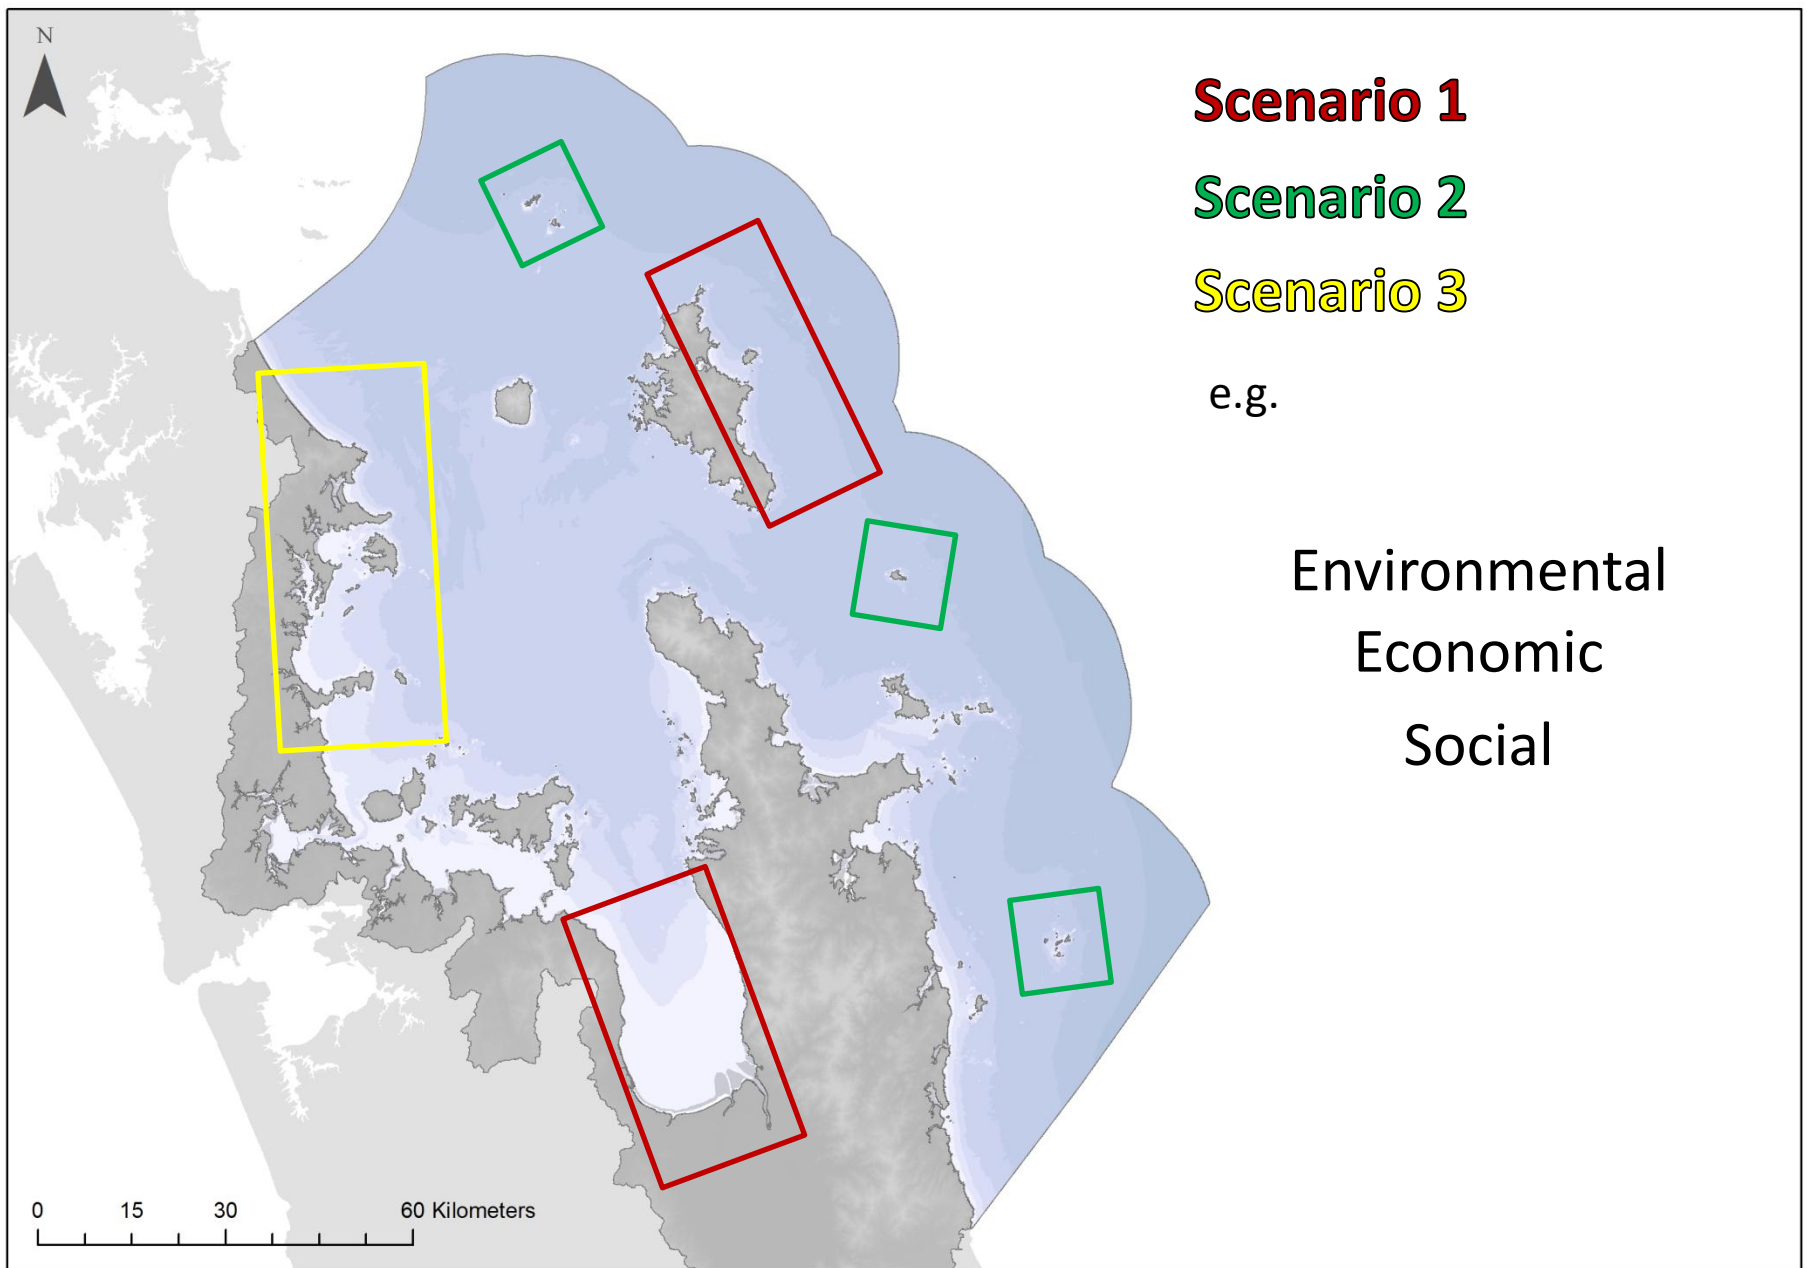 N
Scenario 1
Scenario 2
Scenario 3
e.g.
Environmental
Economic
Social
0 15 30 60 Kilometers